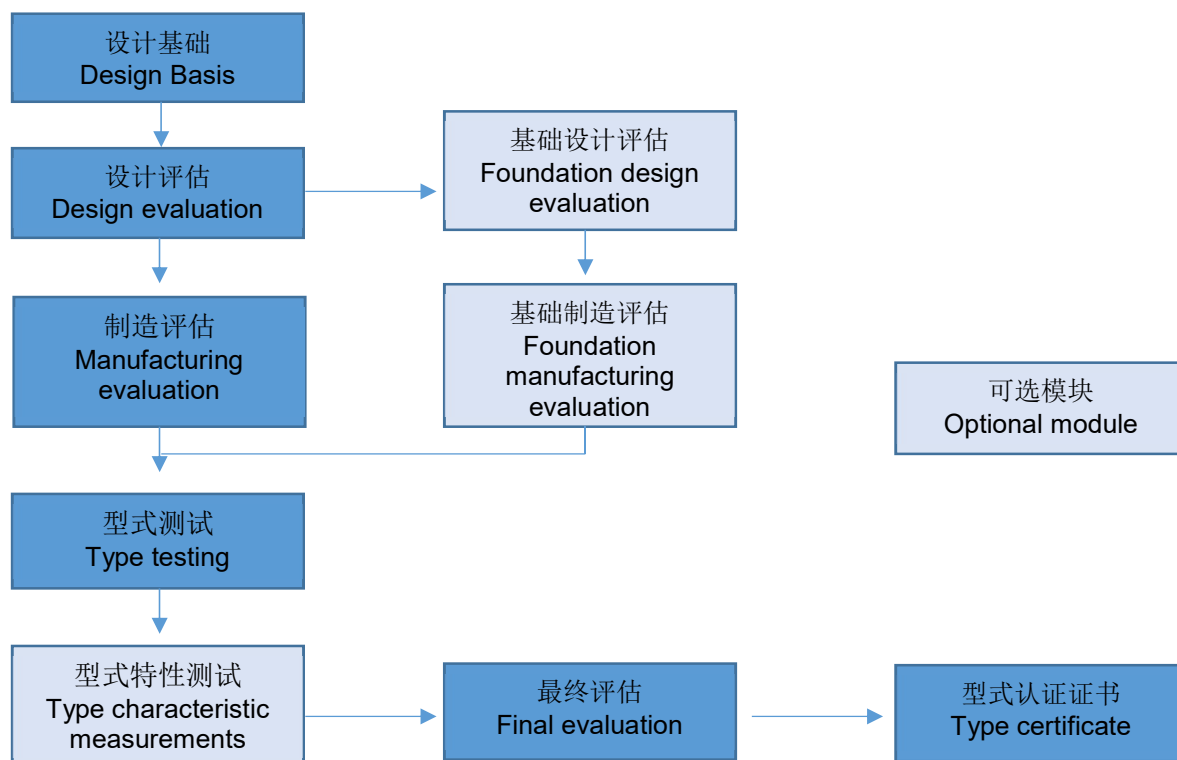 设计基础
Design Basis
设计评估
Design evaluation
基础设计评估
Foundation design
evaluation
制造评估
Manufacturing
evaluation
基础制造评估
Foundation
manufacturing
evaluation
可选模块
Optional module
型式测试
Type testing
型式特性测试
Type characteristic
measurements
最终评估
Final evaluation
型式认证证书
Type certificate